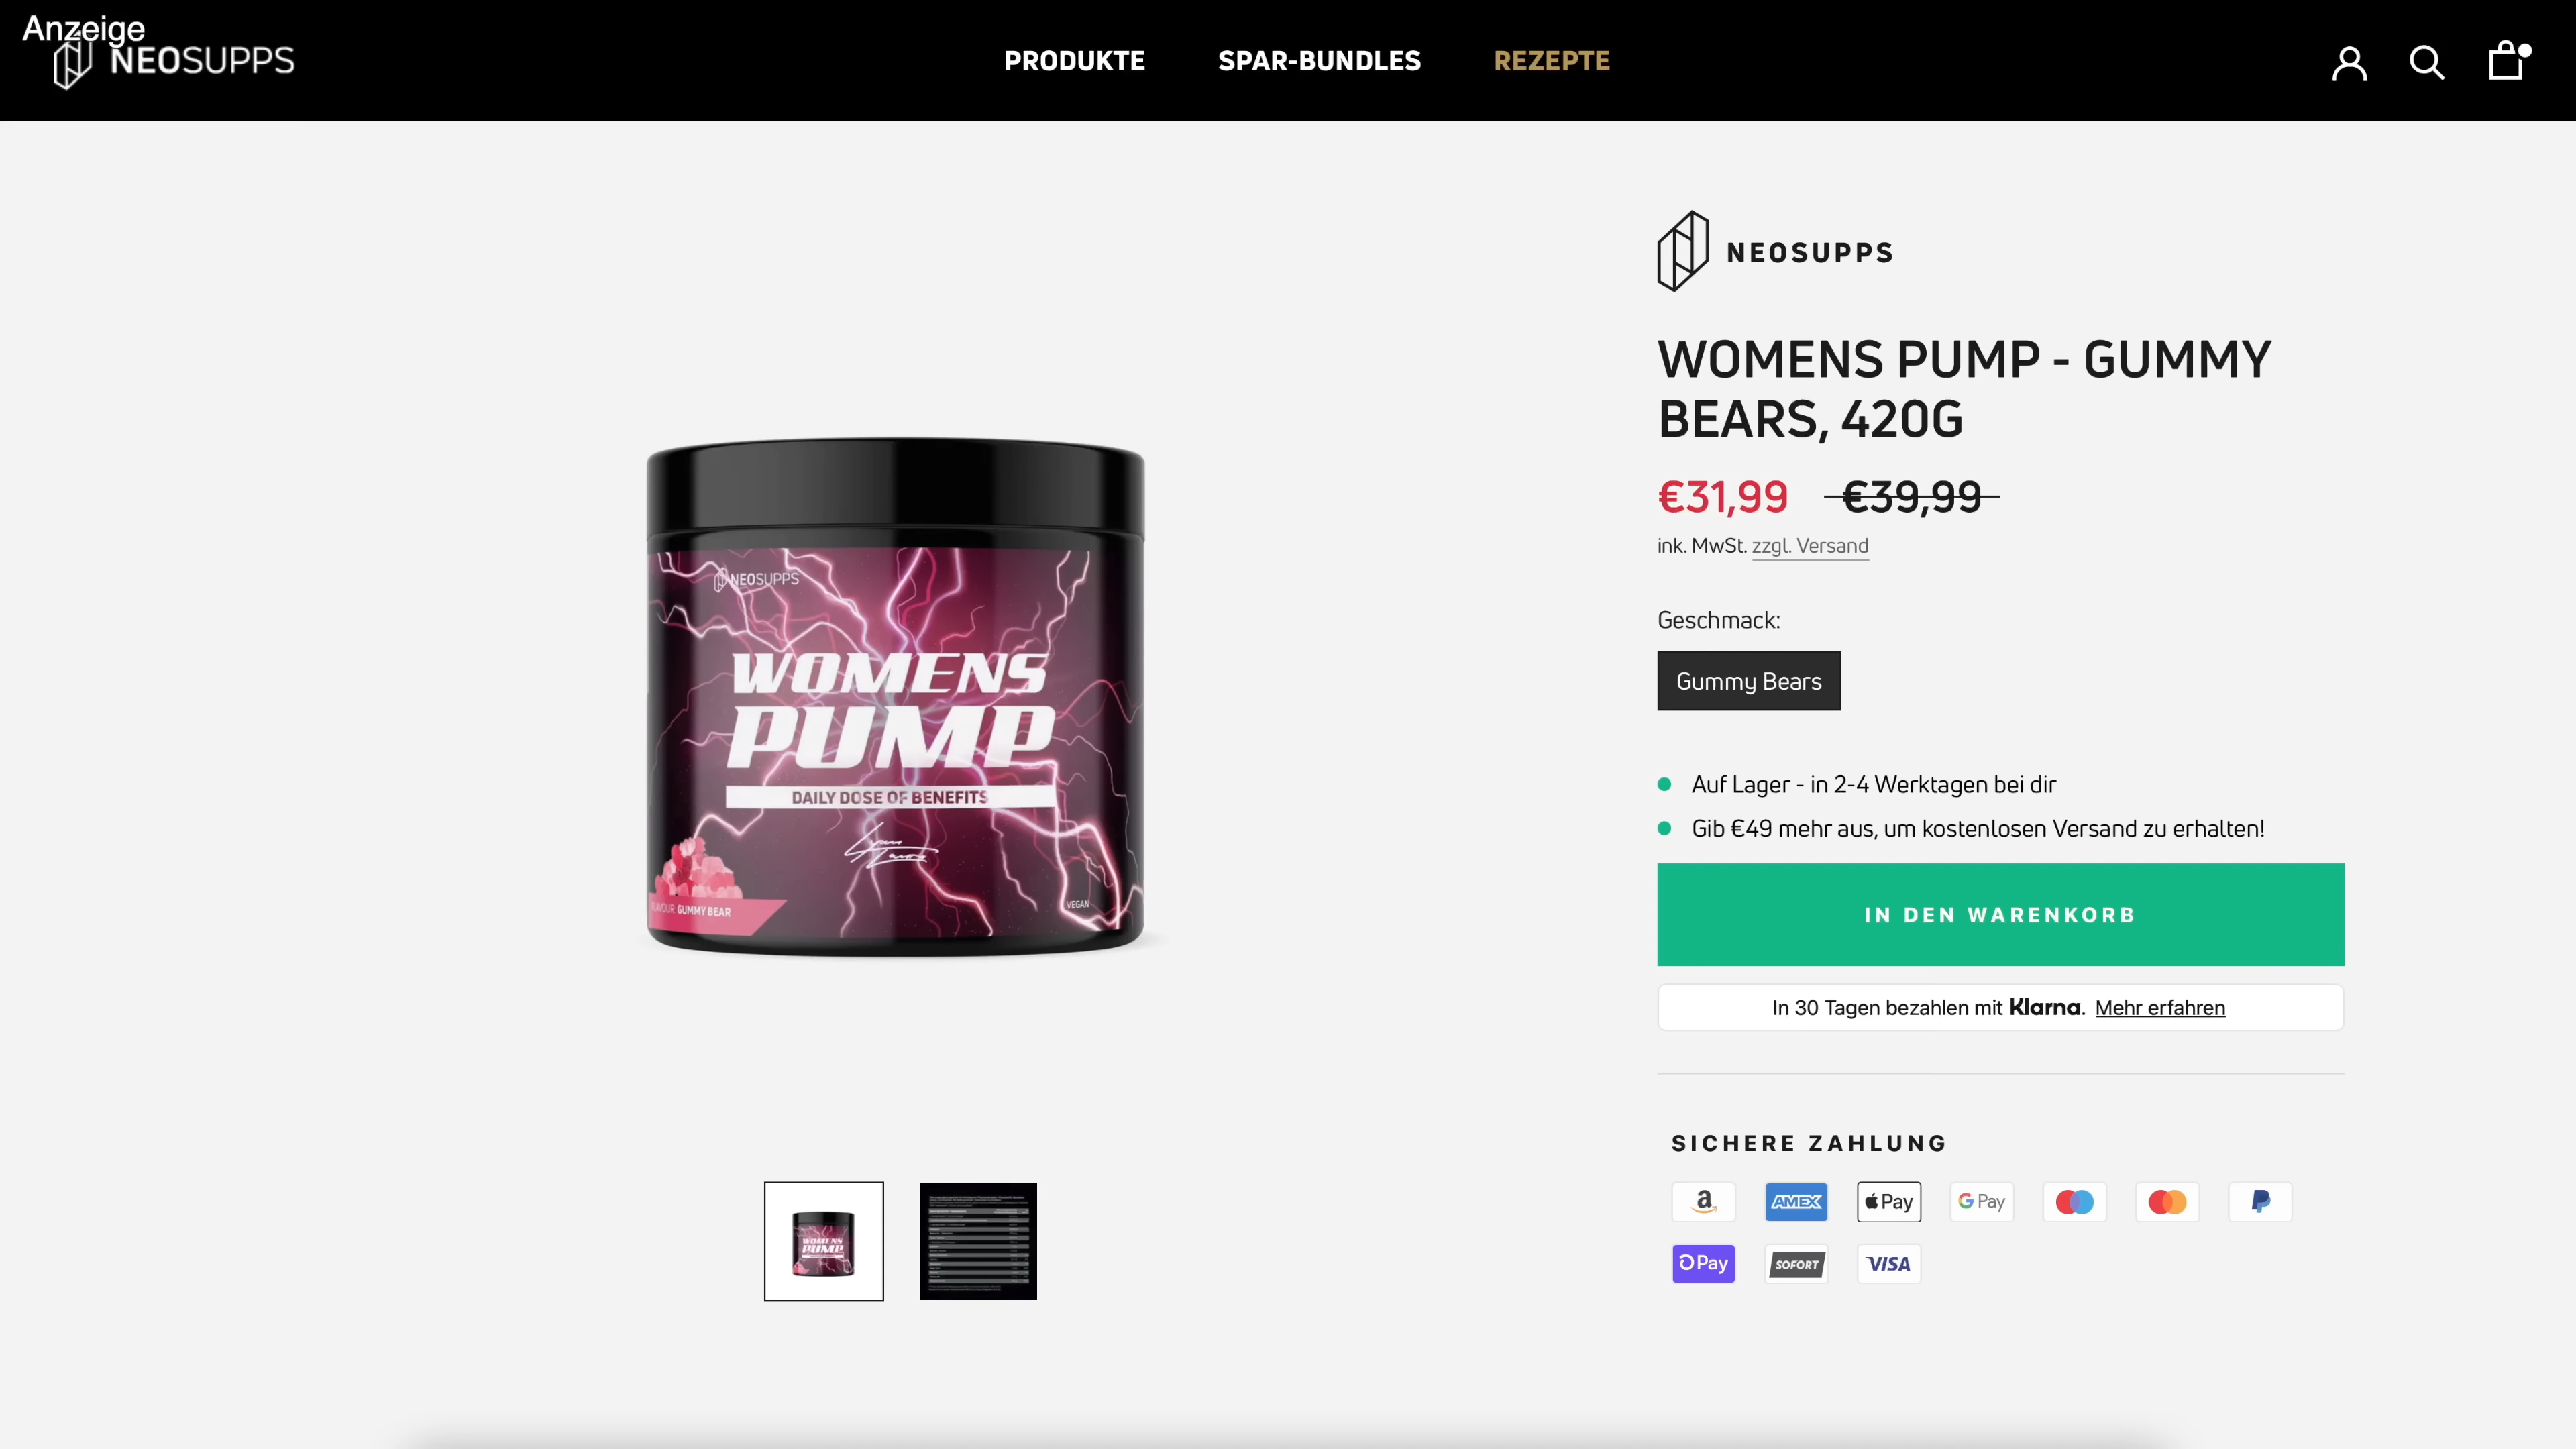 Anzeige
NEOSUPPS
PRODUKTE
SPAR-BUNDLES
REZEPTE
NEOSUPPS
WOMENS PUMP - GUMMY
BEARS, 420G
€31,99 €39,99
ink. MwSt. zzgl. Versand
Geschmack:
Gummy Bears
Auf Lager - in 2-4 Werktagen bei dir
Gib €49 mehr aus, um kostenlosen Versand zu erhalten!
IN DEN WARENKORB
In 30 Tagen bezahlen mit Klarna. Mehr erfahren
SICHERE ZAHLUNG
a
AMEX
Pay
G Pay
Pay
SOFORT
VISA
NEOSUPPS
WOMENS
PUMP
DAILY DOSE OF BENEFITS
FLAVOUR: GUMMY BEAR
VEGAN
WOMENS
PUMP